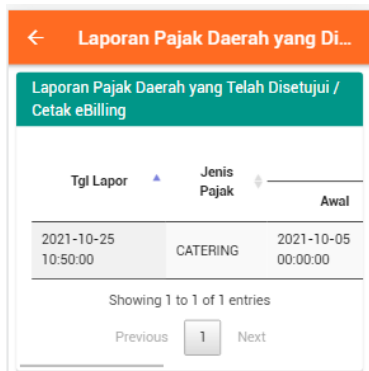 Laporan Pajak Daerah yang Di...
Laporan Pajak Daerah yang Telah Disetujui /
Cetak eBilling
Tgl Lapor
Jenis
Pajak
Awal
2021-10-25
10:50:00
CATERING
2021-10-05
00:00:00
Showing 1 to 1 of 1 entries
Previous 1 Next